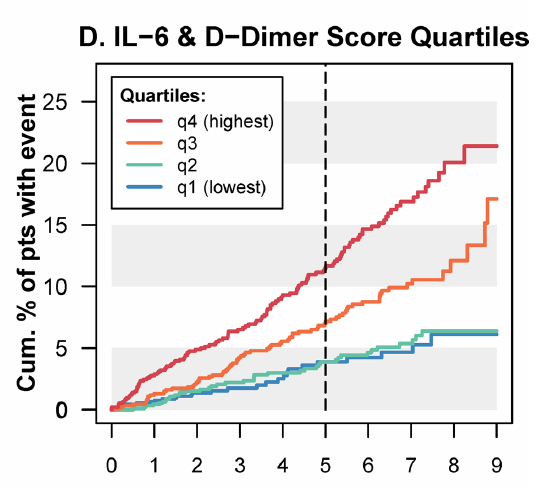 D. IL−6 & D−Dimer Score Quartiles
Cum. % of pts with event
25
20
15
10
5
0
Quartiles:
q4 (highest)
q3
q2
q1 (lowest)
0 1 2 3 4 5 6 7 8 9